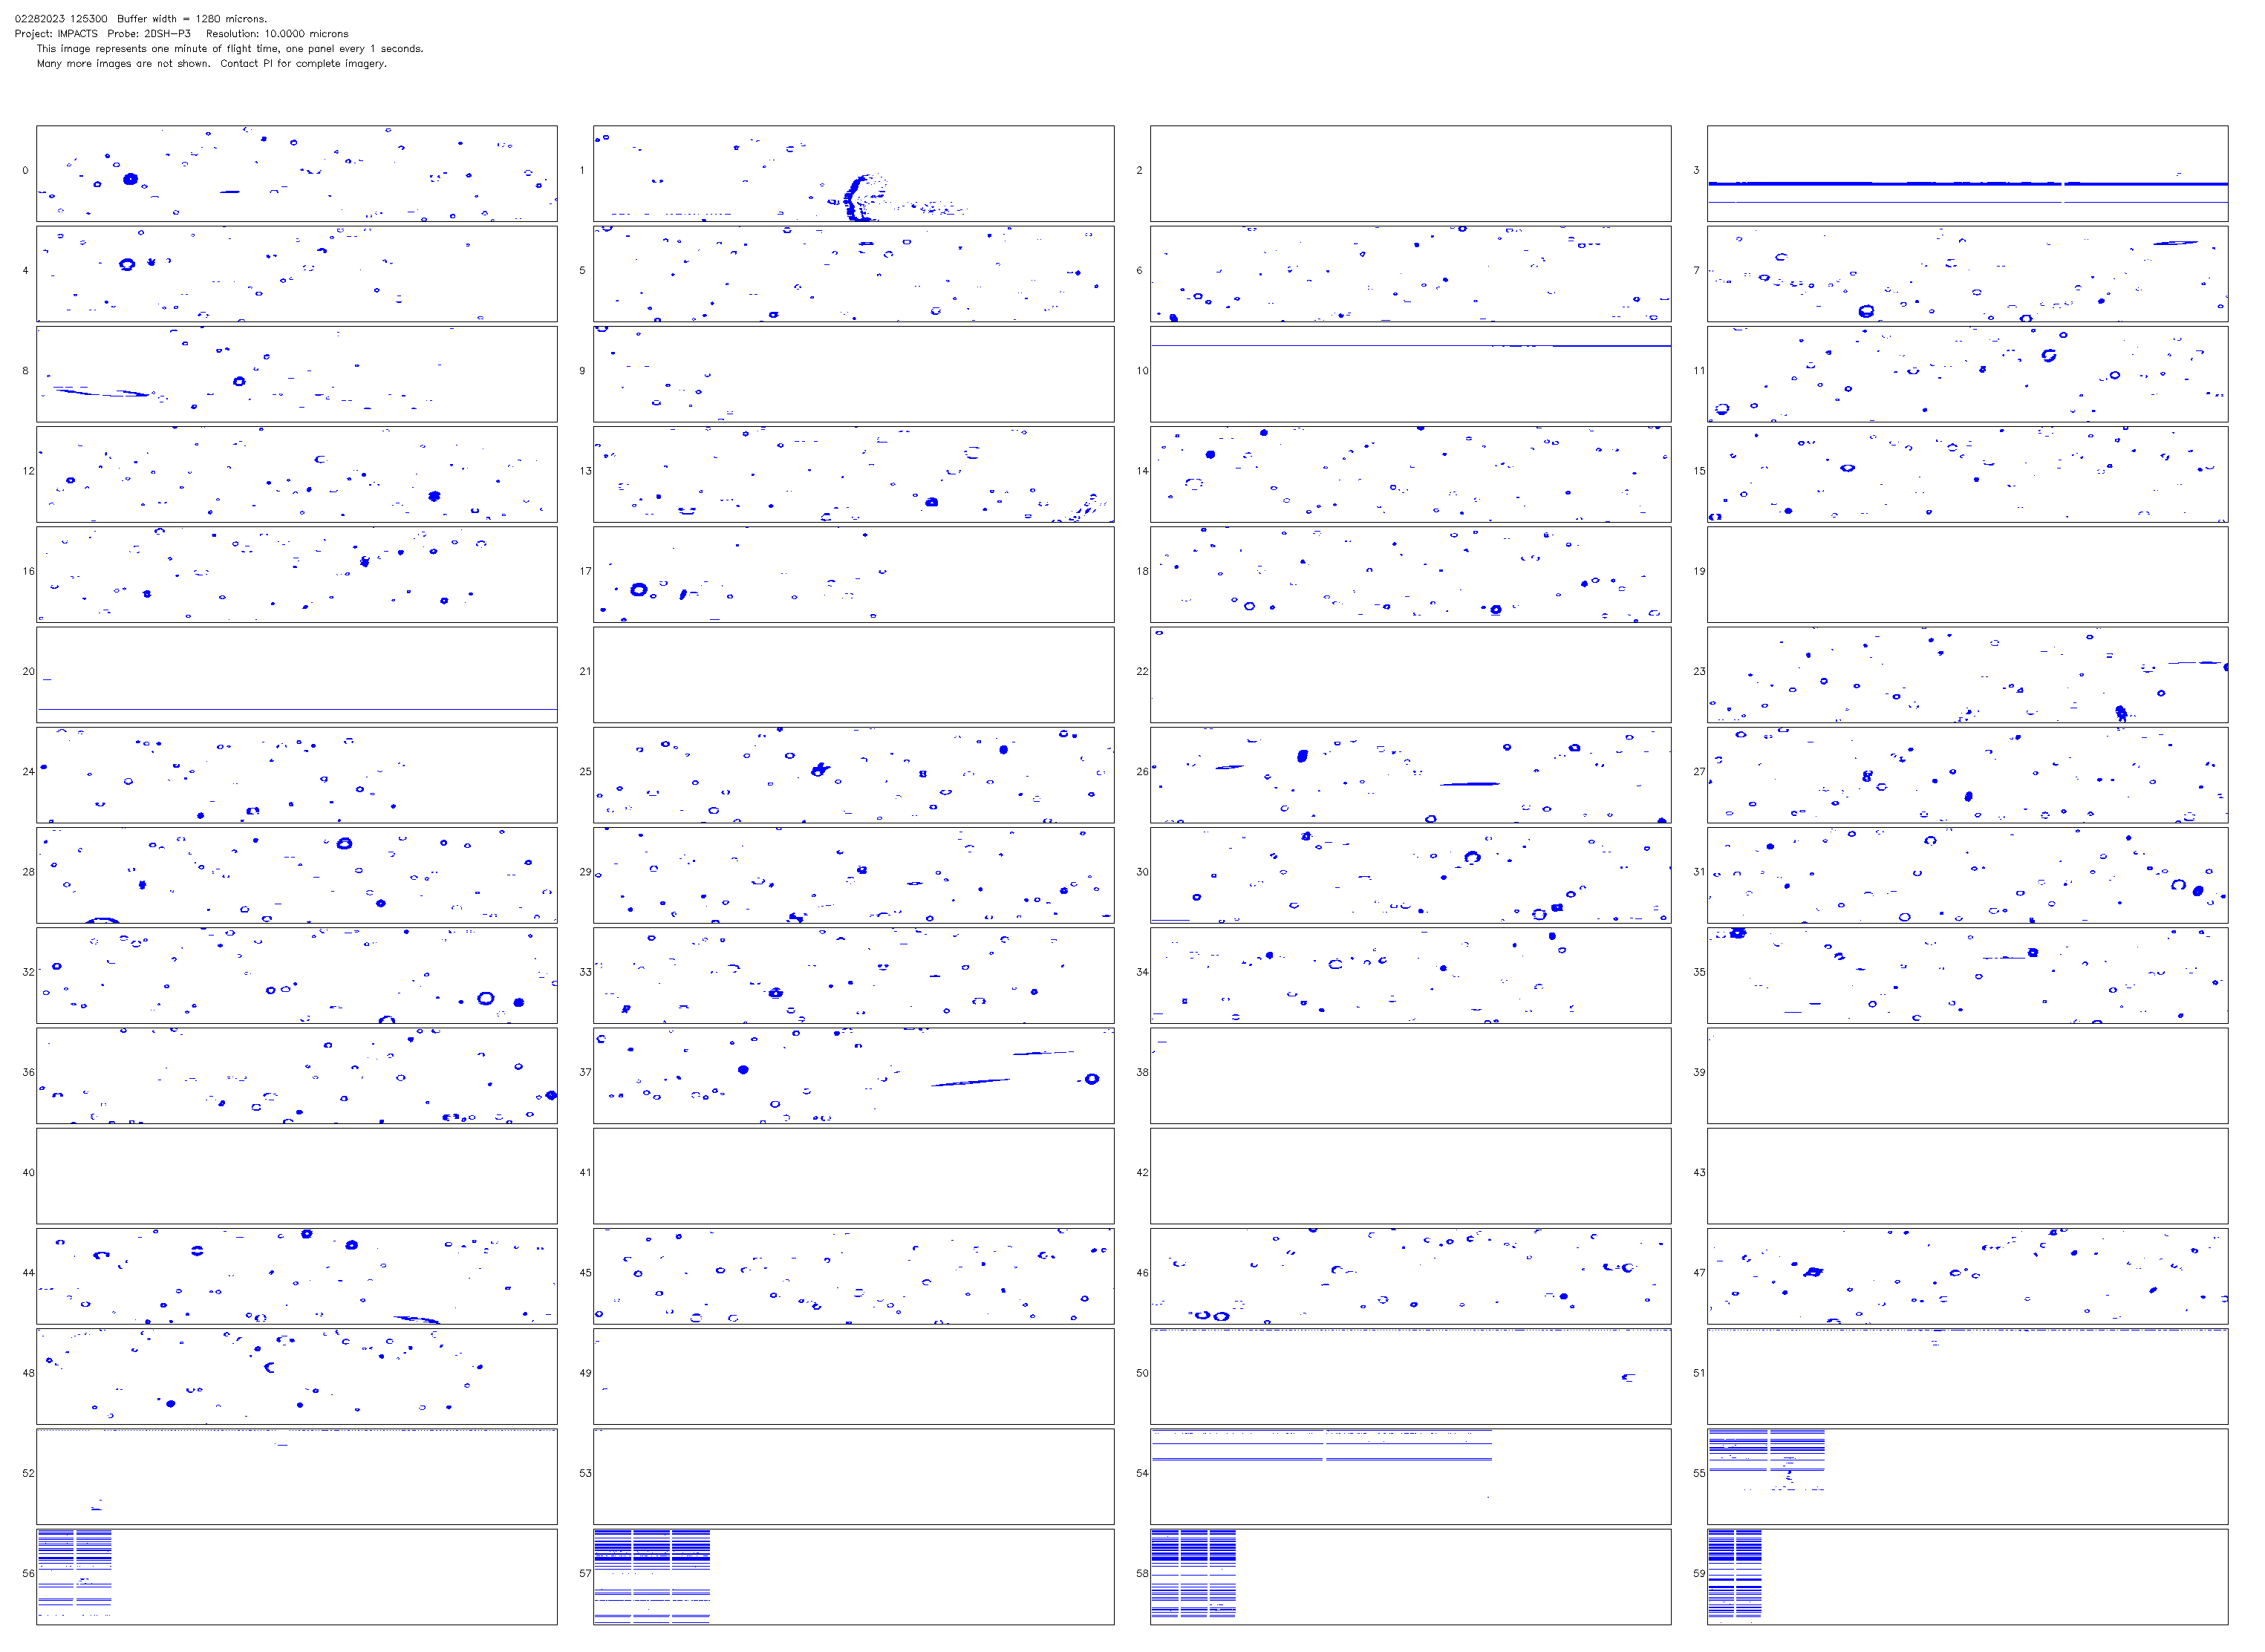 02282023 125300 Buffer width = 1280 microns.
Project: IMPACTS Probe: 2DSH-P3 Resolution: 10.0000 microns
This image represents one minute of flight time, one panel every 1 seconds.
Many more images are not shown. Contact PI for complete imagery.
0 1 2 3
4 5 6 7
8 9 10 11
12 13 14 15
16 17 18 19
20 21 22 23
24 25 26 27
28 29 30 31
32 33 34 35
36 37 38 39
40 41 42 43
44 45 46 47
48 49 50 51
52 53 54 55
56 57 58 59